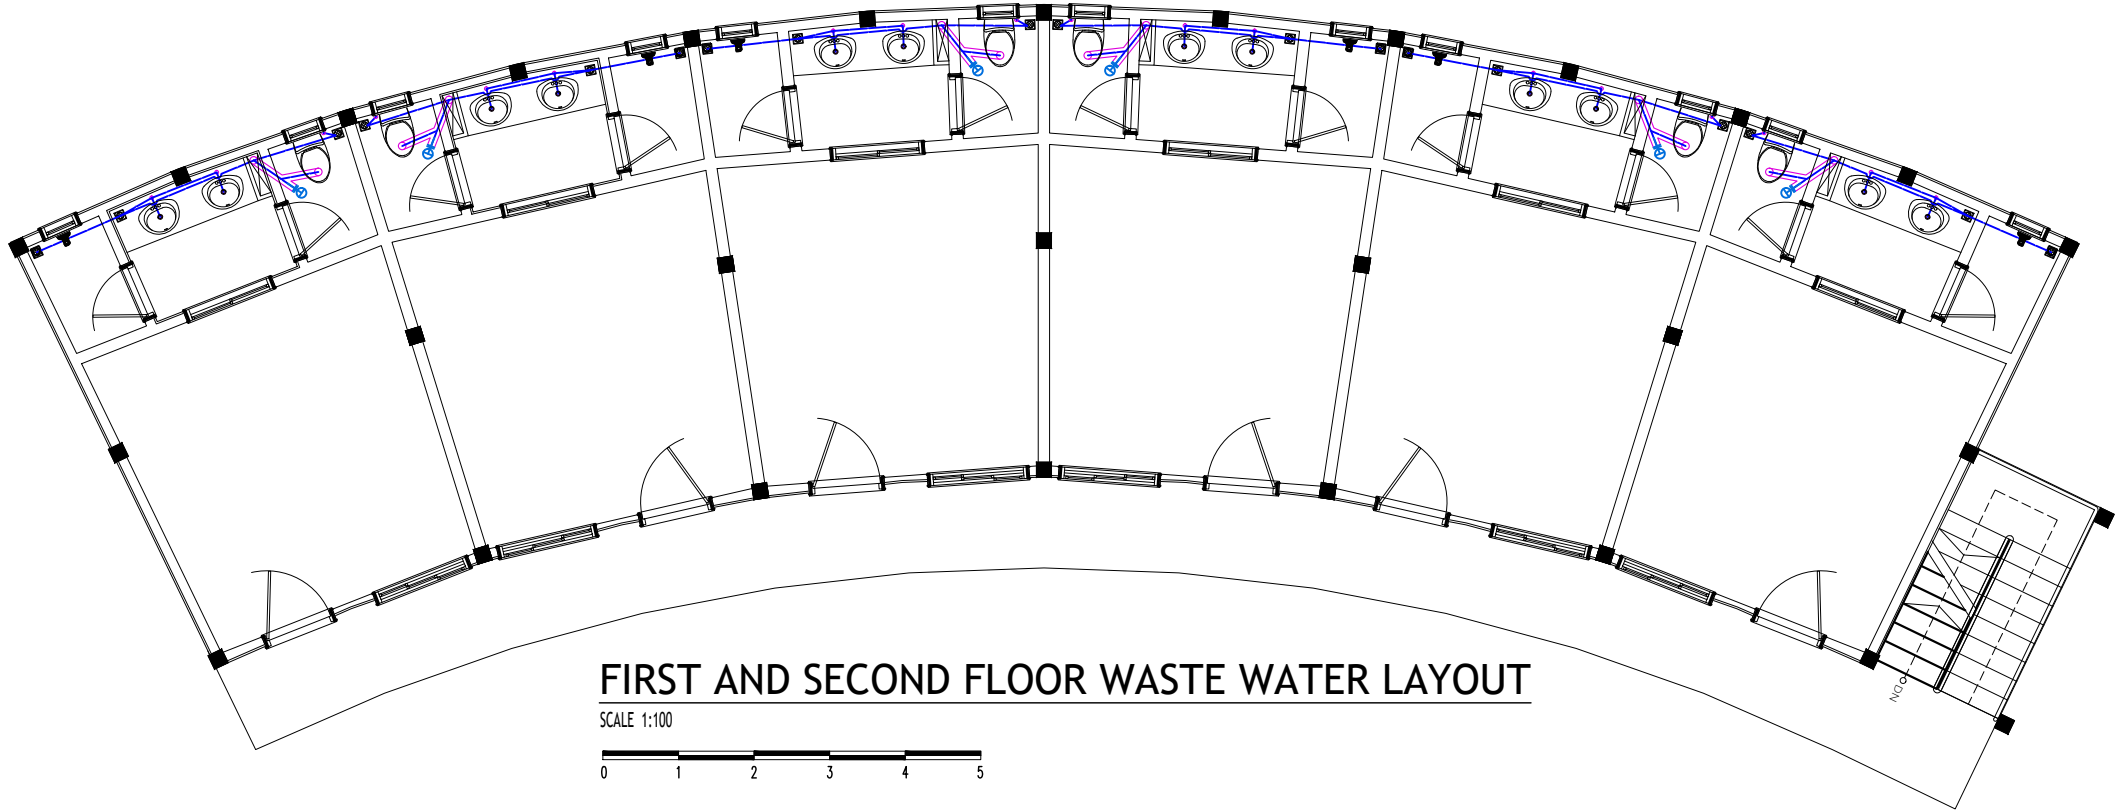 FIRST AND SECOND FLOOR WASTE WATER LAYOUT
SCALE 1:100
0 1 2 3 4 5
DN